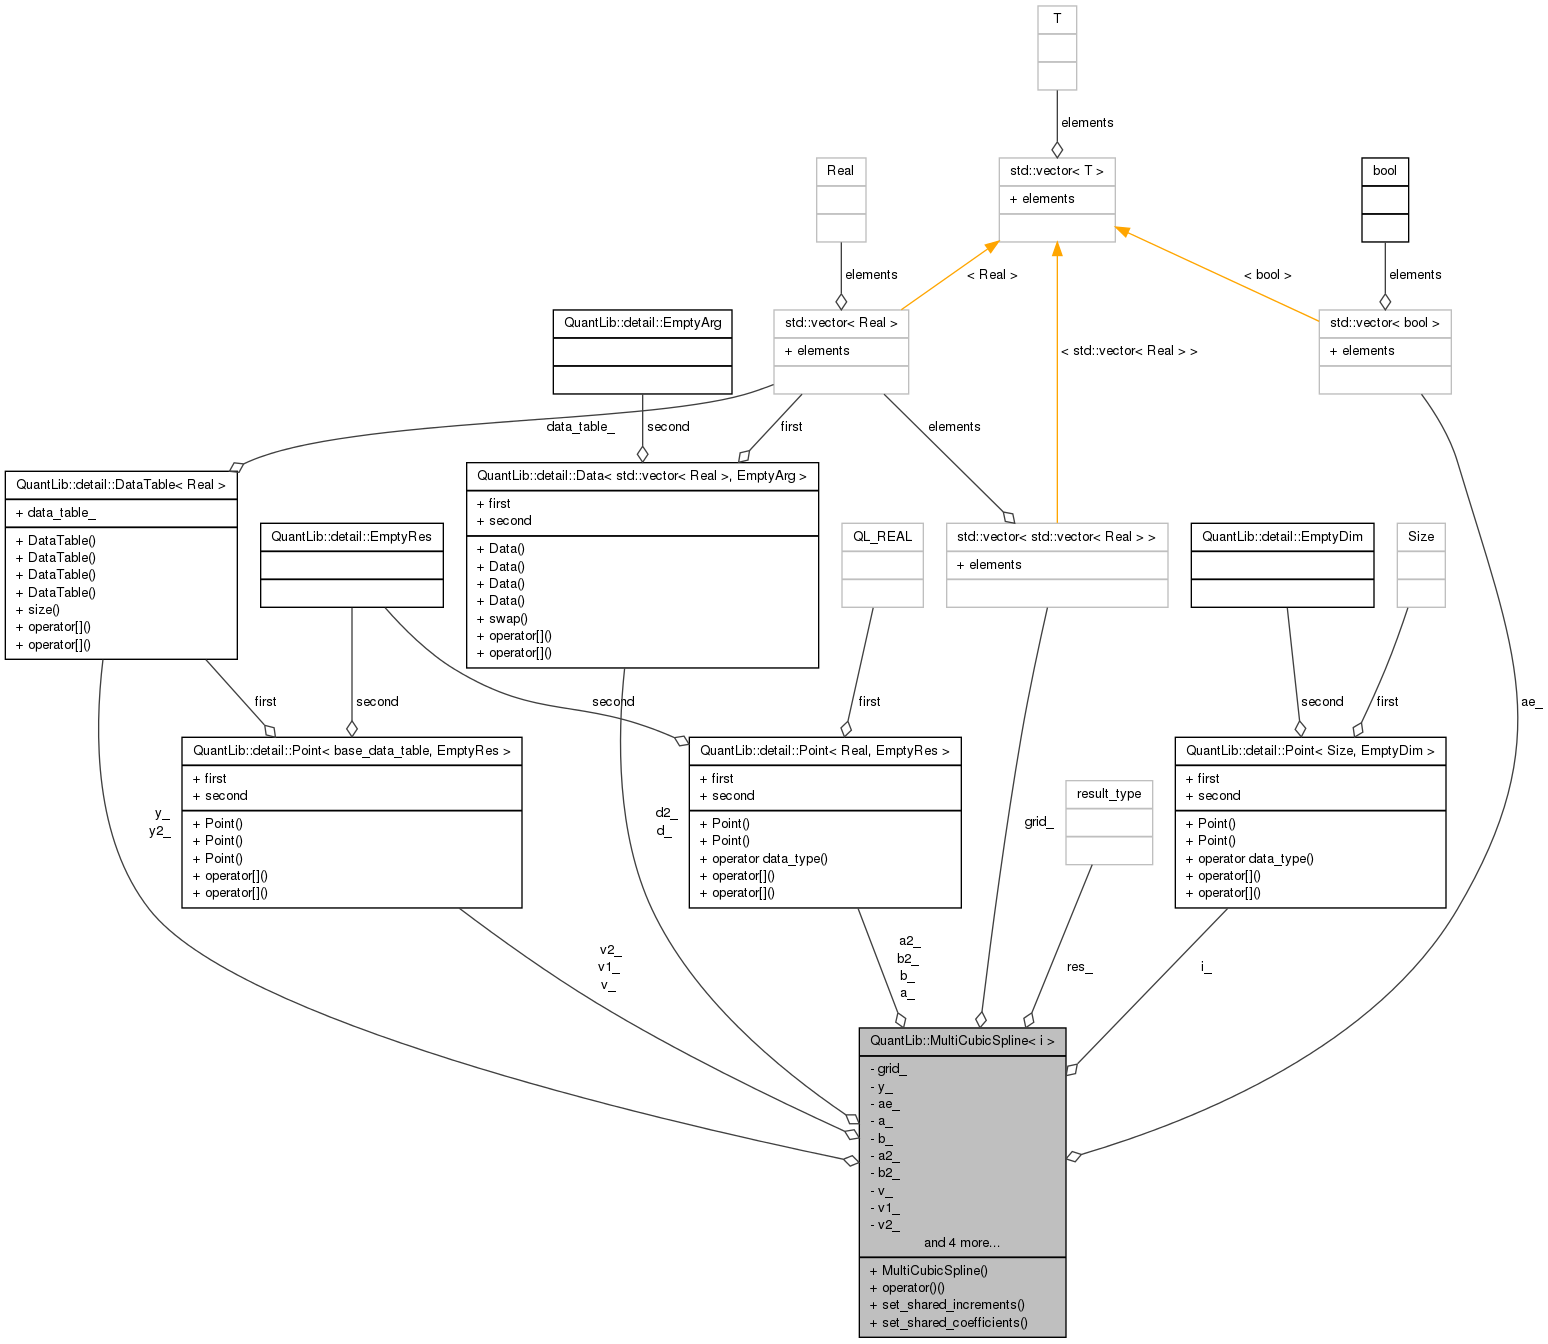 T
elements
Real
std::vector< T >
+ elements
bool
elements
< Real >
< bool >
elements
QuantLib::detail::EmptyArg
std::vector< Real >
+ elements
< std::vector< Real > >
std::vector< bool >
+ elements
data_table_
second
first
elements
QuantLib::detail::DataTable< Real >
+ data_table_
+ DataTable()
+ DataTable()
+ DataTable()
+ DataTable()
+ size()
+ operator[]()
+ operator[]()
QuantLib::detail::EmptyRes
QuantLib::detail::Data< std::vector< Real >, EmptyArg >
+ first
+ second
+ Data()
+ Data()
+ Data()
+ Data()
+ swap()
+ operator[]()
+ operator[]()
QL_REAL
std::vector< std::vector< Real > >
+ elements
QuantLib::detail::EmptyDim
Size
first
second
second
first
second
first
ae_
QuantLib::detail::Point< base_data_table, EmptyRes >
+ first
+ second
+ Point()
+ Point()
+ Point()
+ operator[]()
+ operator[]()
QuantLib::detail::Point< Real, EmptyRes >
+ first
+ second
+ Point()
+ Point()
+ operator data_type()
+ operator[]()
+ operator[]()
QuantLib::detail::Point< Size, EmptyDim >
+ first
+ second
+ Point()
+ Point()
+ operator data_type()
+ operator[]()
+ operator[]()
result_type
y_
y2_
d2_
d_
grid_
v2_
v1_
v_
a2_
b2_
b_
a_
res_
i_
QuantLib::MultiCubicSpline< i >
- grid_
- y_
- ae_
- a_
- b_
- a2_
- b2_
- v_
- v1_
- v2_
and 4 more...
+ MultiCubicSpline()
+ operator()()
+ set_shared_increments()
+ set_shared_coefficients()